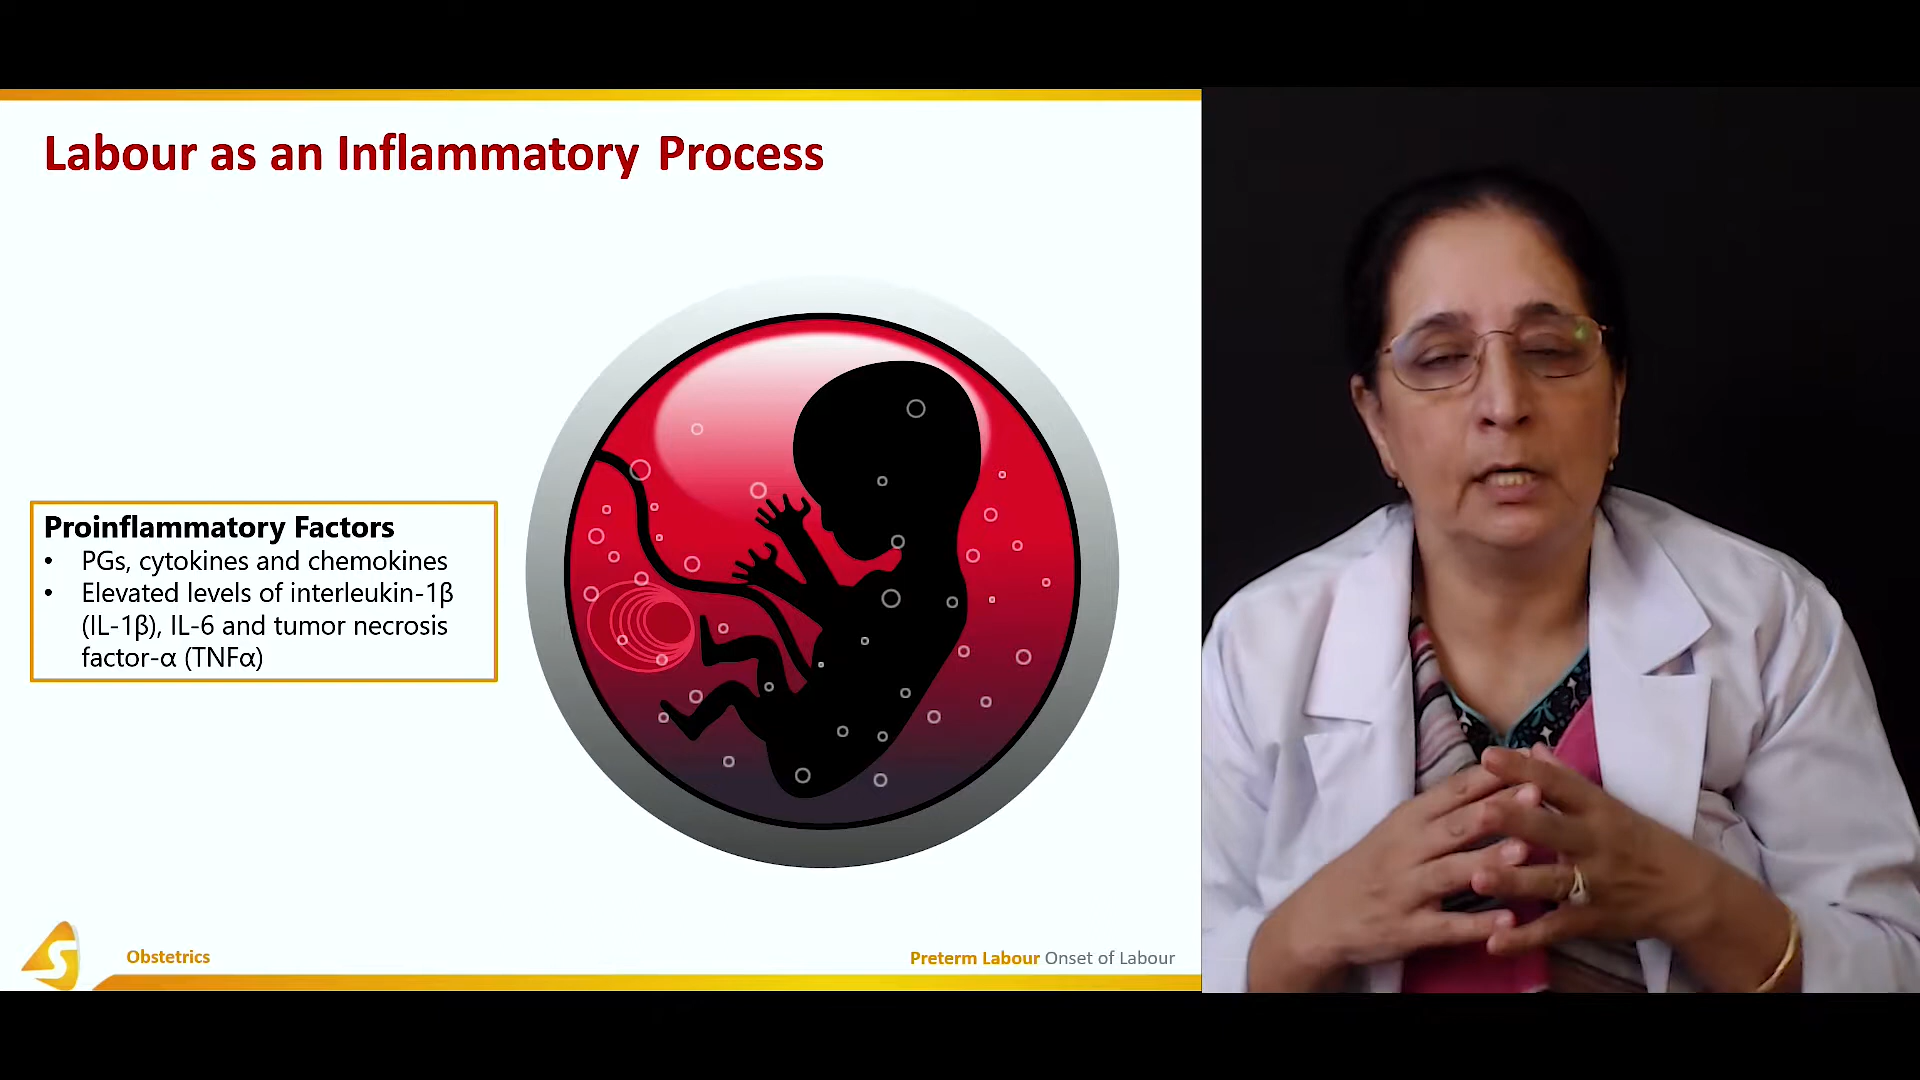 Labour as an Inflammatory Process
Proinflammatory Factors
• PGs, cytokines and chemokines
• Elevated levels of interleukin-1β
(IL-1β), IL-6 and tumor necrosis
factor-α (TNFα)
S
Obstetrics
Preterm Labour Onset of Labour